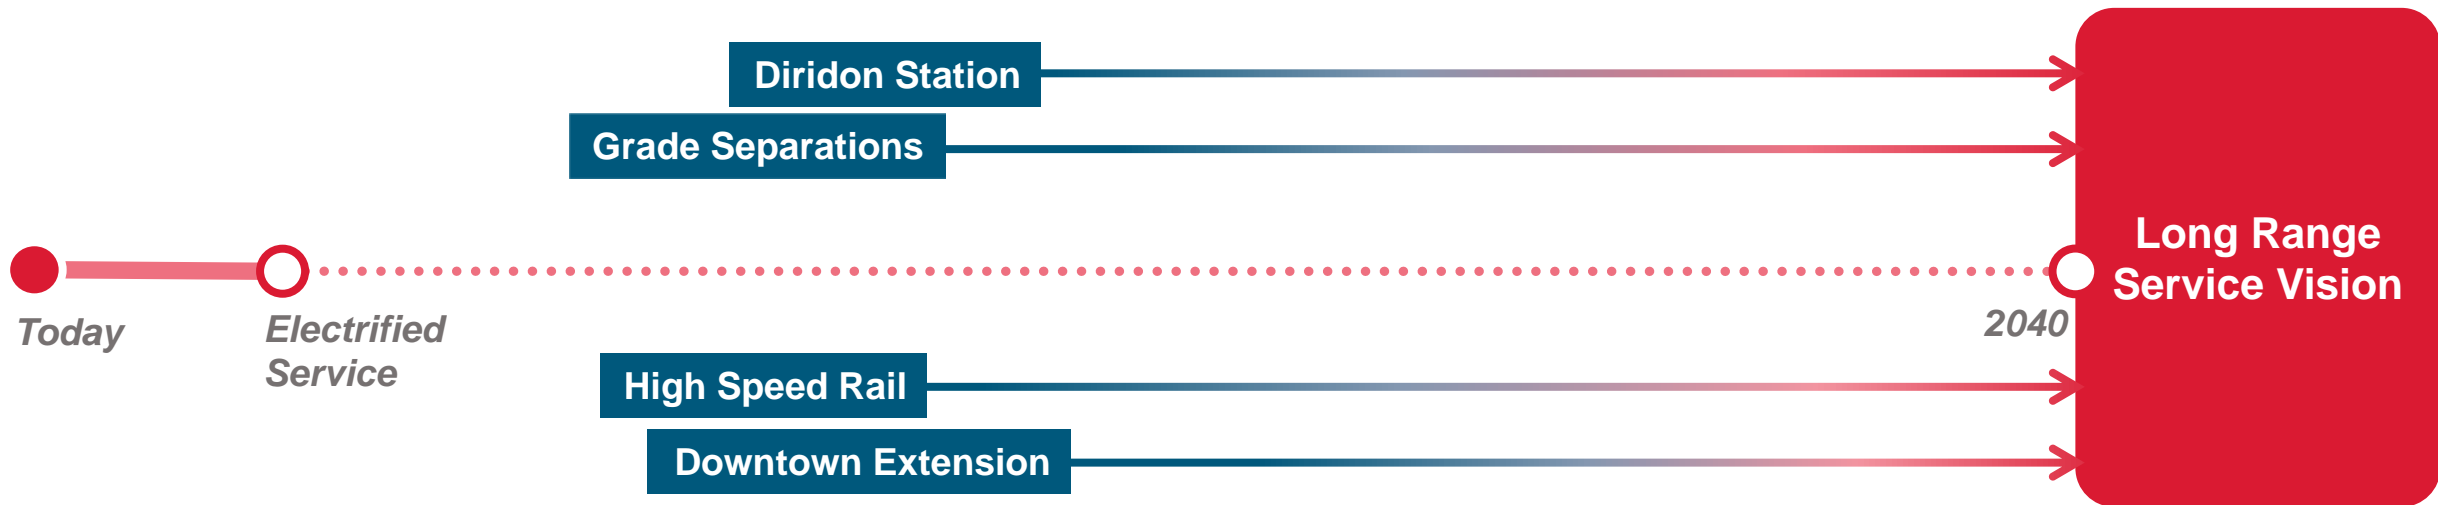 Diridon Station
Grade Separations
Long Range
Service Vision
Today
Electrified
Service
2040
High Speed Rail
Downtown Extension